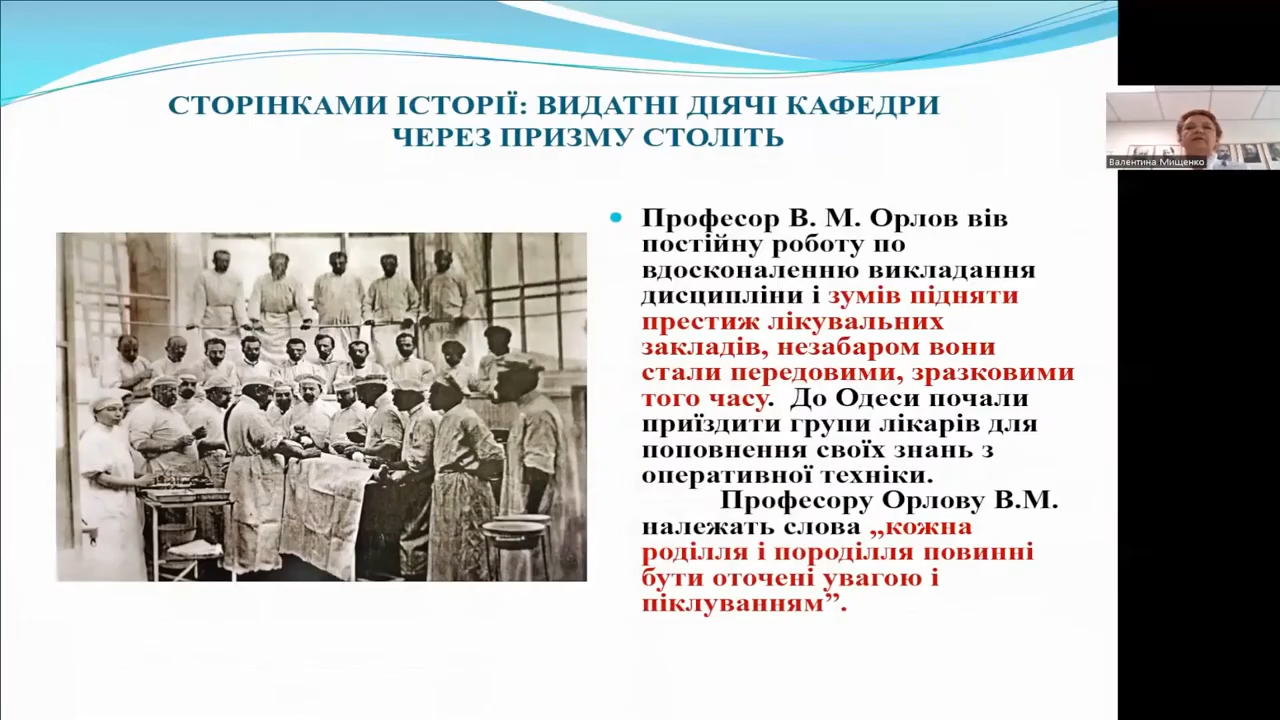 СТОРІНКАМИ ІСТОРІЇ: ВИДАТНІ ДІЯЧІ КАФЕДРИ
ЧЕРЕЗ ПРИЗМУ СТОЛІТЬ
Валентина Мищенко
Професор В. М. Орлов вів
постійну роботу по
вдосконаленню викладання
дисципліни і зумів підняти
престиж лікувальних
закладів, незабаром вони
стали передовими, зразковими
того часу. До Одеси почали
приїздити групи лікарів для
поповнення своїх знань з
оперативної техніки.
Професору Орлову В.М.
належать слова „кожна
роділля і породілля повинні
бути оточені увагою і
піклуванням”.